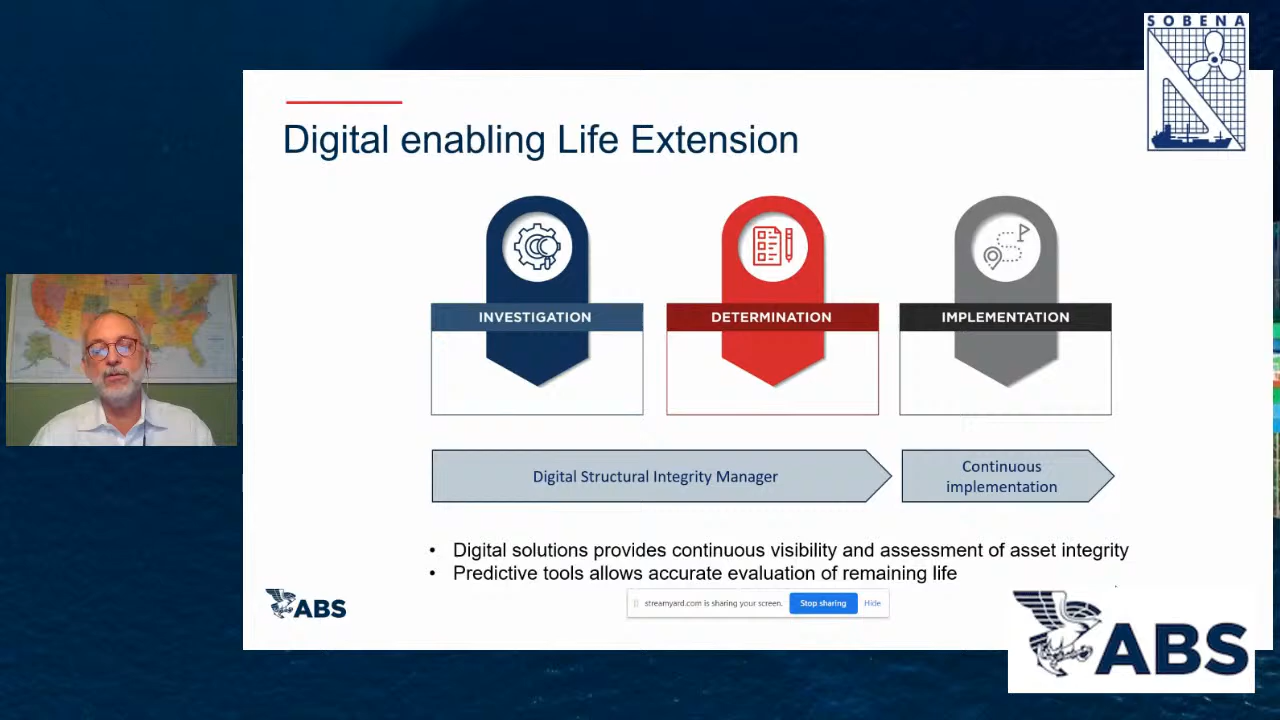 SOBENA
Digital enabling Life Extension
INVESTIGATION
DETERMINATION
IMPLEMENTATION
Digital Structural Integrity Manager
Continuous
implementation
• Digital solutions provides continuous visibility and assessment of asset integrity
• Predictive tools allows accurate evaluation of remaining life
ABS
streamyard.com is sharing your screen.
Stop sharing
Hide
ABS